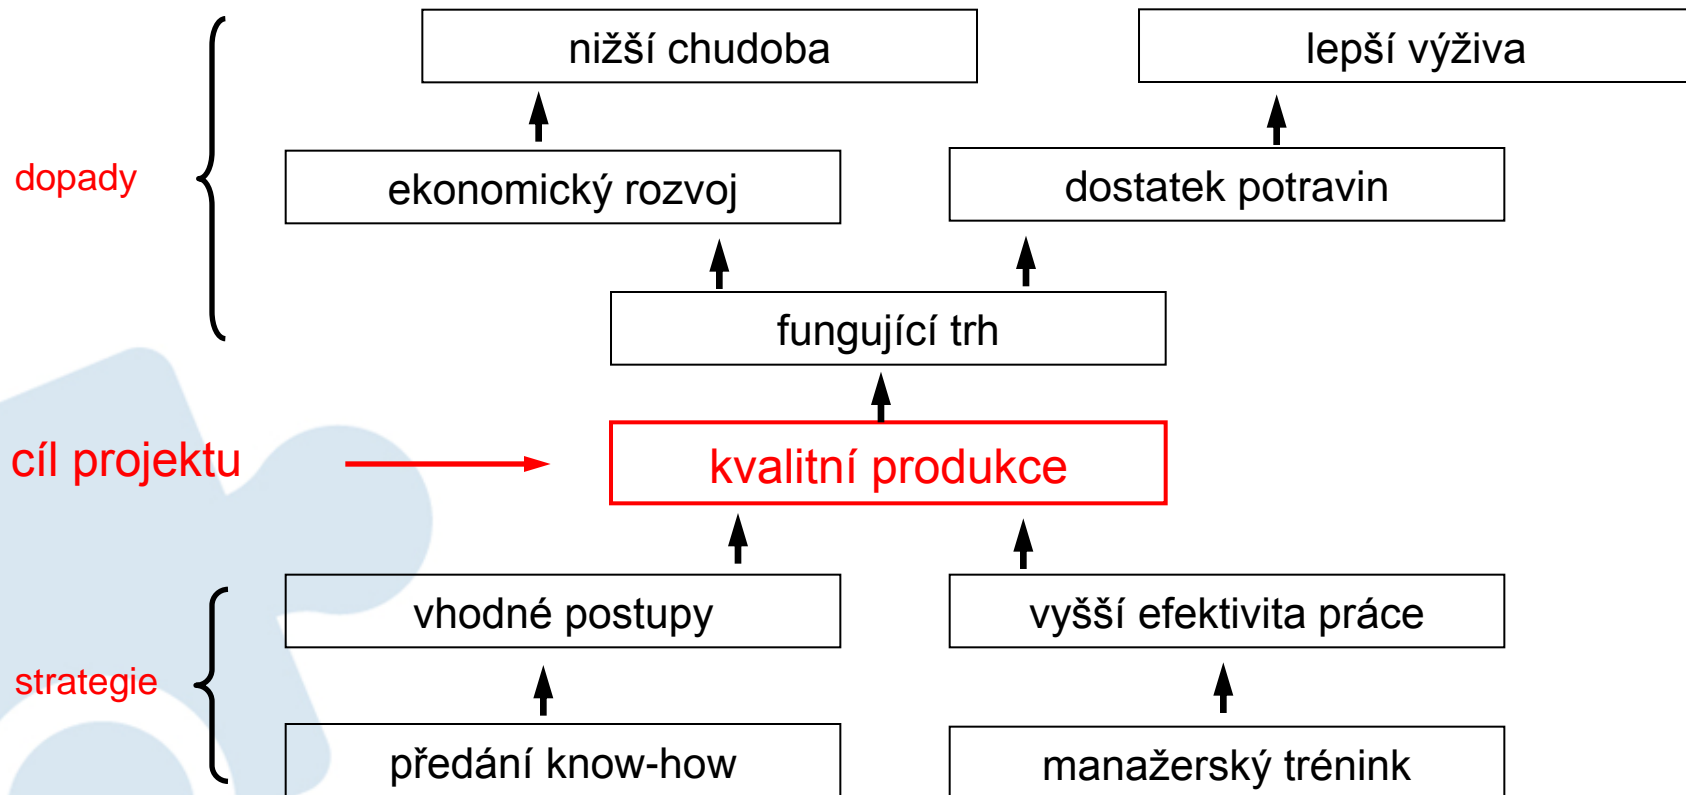 nižší chudoba
lepší výživa
dopady
ekonomický rozvoj
dostatek potravin
fungující trh
cíl projektu
kvalitní produkce
vhodné postupy
vyšší efektivita práce
strategie
předání know-how
manažerský trénink